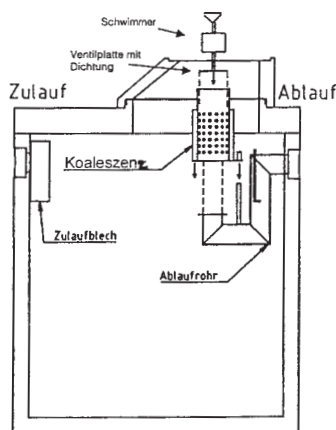 Schwimmer
Ventilplatte mit
Dichtung
Zulauf
Ablauf
Koaleszenz
Zulaufblech
Ablaufrohr